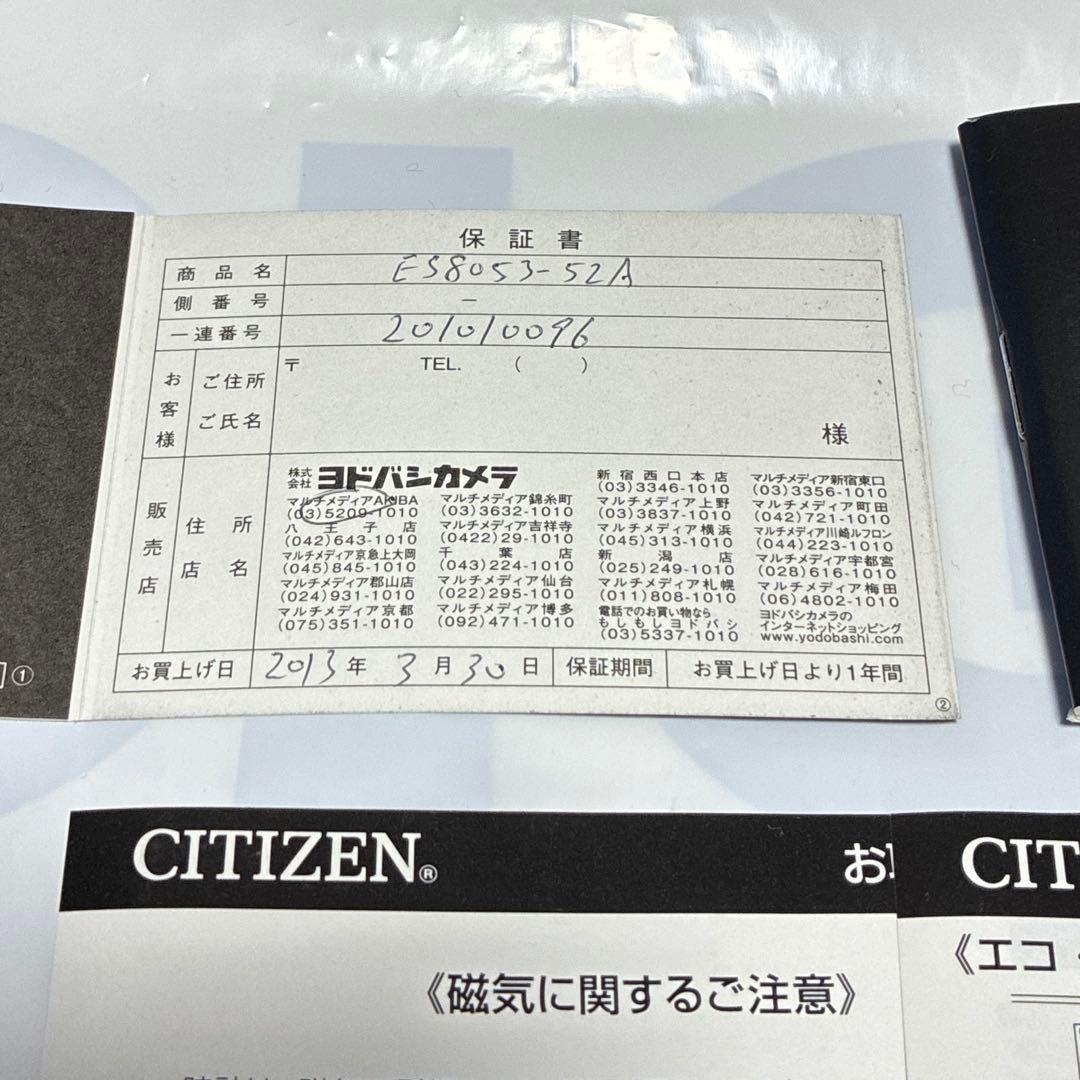 保証書
商品名 ES8053-52A
側番号 −
一連番号 201010096
お客様 ご住所 ご氏名 〒 TEL. ( ) 様
販売店 住所 店名
株式会社 ヨドバシカメラ
マルチメディアAKIBA
(03)5209-1010
八王子店
(042)643-1010
マルチメディア京急上大岡
(045)845-1010
マルチメディア郡山店
(024)931-1010
マルチメディア京都
(075)351-1010
マルチメディア錦糸町
(03)3632-1010
マルチメディア吉祥寺
(0422)29-1010
千葉店
(043)224-1010
マルチメディア仙台
(022)295-1010
マルチメディア博多
(092)471-1010
新宿西口本店
(03)3346-1010
マルチメディア上野
(03)3837-1010
マルチメディア横浜
(045)313-1010
新潟店
(025)249-1010
マルチメディア札幌
(011)808-1010
電話でのお買い物なら
もしもしヨドバシ
(03)5337-1010
マルチメディア新宿東口
(03)3356-1010
マルチメディア町田
(042)721-1010
マルチメディア川崎ルフロン
(044)223-1010
マルチメディア宇都宮
(028)616-1010
マルチメディア梅田
(06)4802-1010
ヨドバシカメラの
インターネットショッピング
www.yodobashi.com
お買上げ日 2013年 3月30日 保証期間 お買上げ日より1年間
①
②
CITIZEN®
CIT
《磁気に関するご注意》
《エコ・